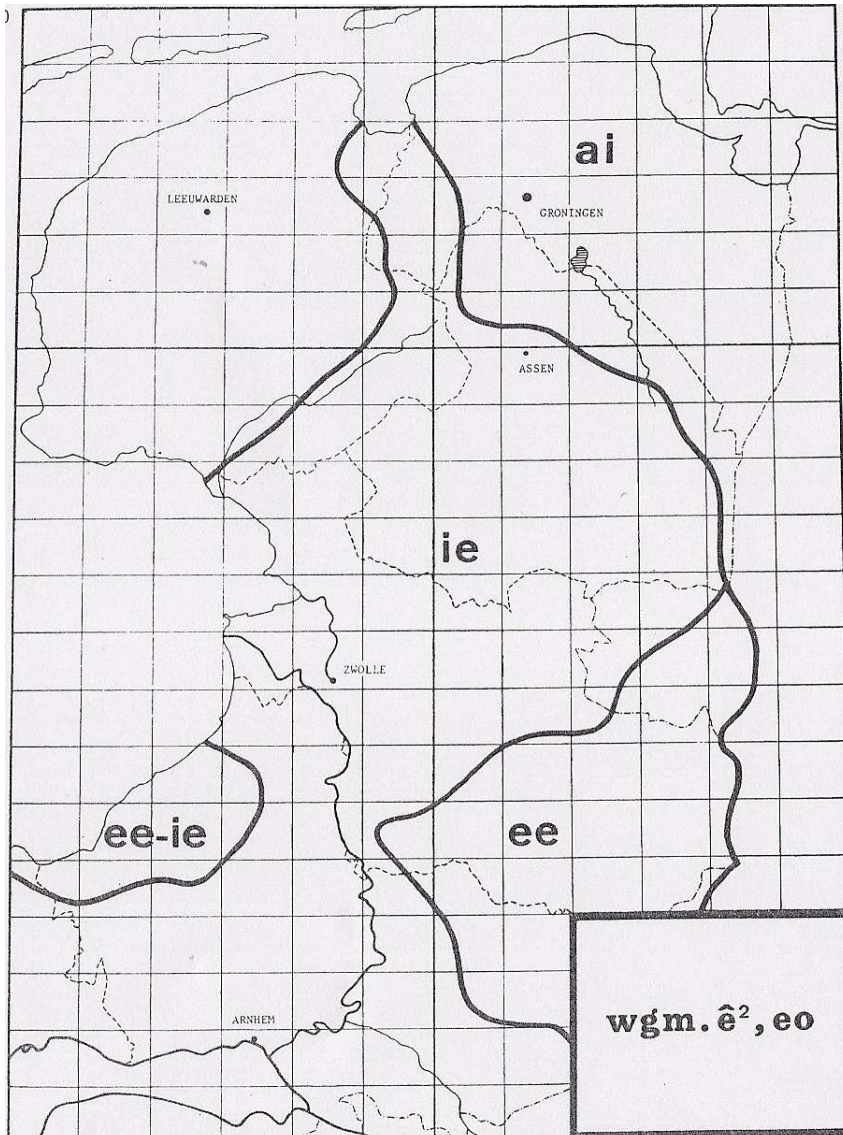 ai
LEEUWARDEN
GRONINGEN
ASSEN
ie
ZWOLLE
ee-ie
ee
wgm. ê², eo
ARNHEM